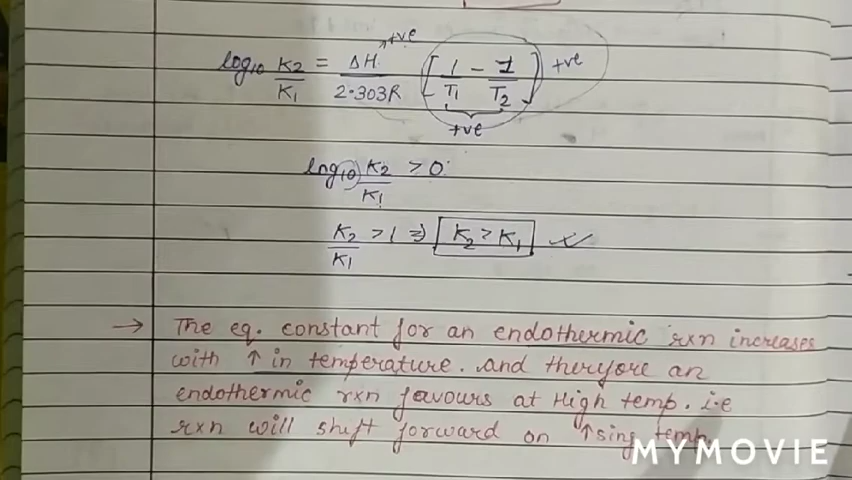 log₁₀ K₂/K₁ = ΔH/2.303R [1/T₁ - 1/T₂] +ve
+ve
+ve
log₁₀ K₂/K₁ > 0
K₂/K₁ > 1 ⇒ K₂ > K₁
→ The eq. constant for an endothermic rxn increases
with ↑ in temperature. and therefore an
endothermic rxn favours at High temp. i.e
rxn will shift forward on ↑sing temp.
MYMOVIE